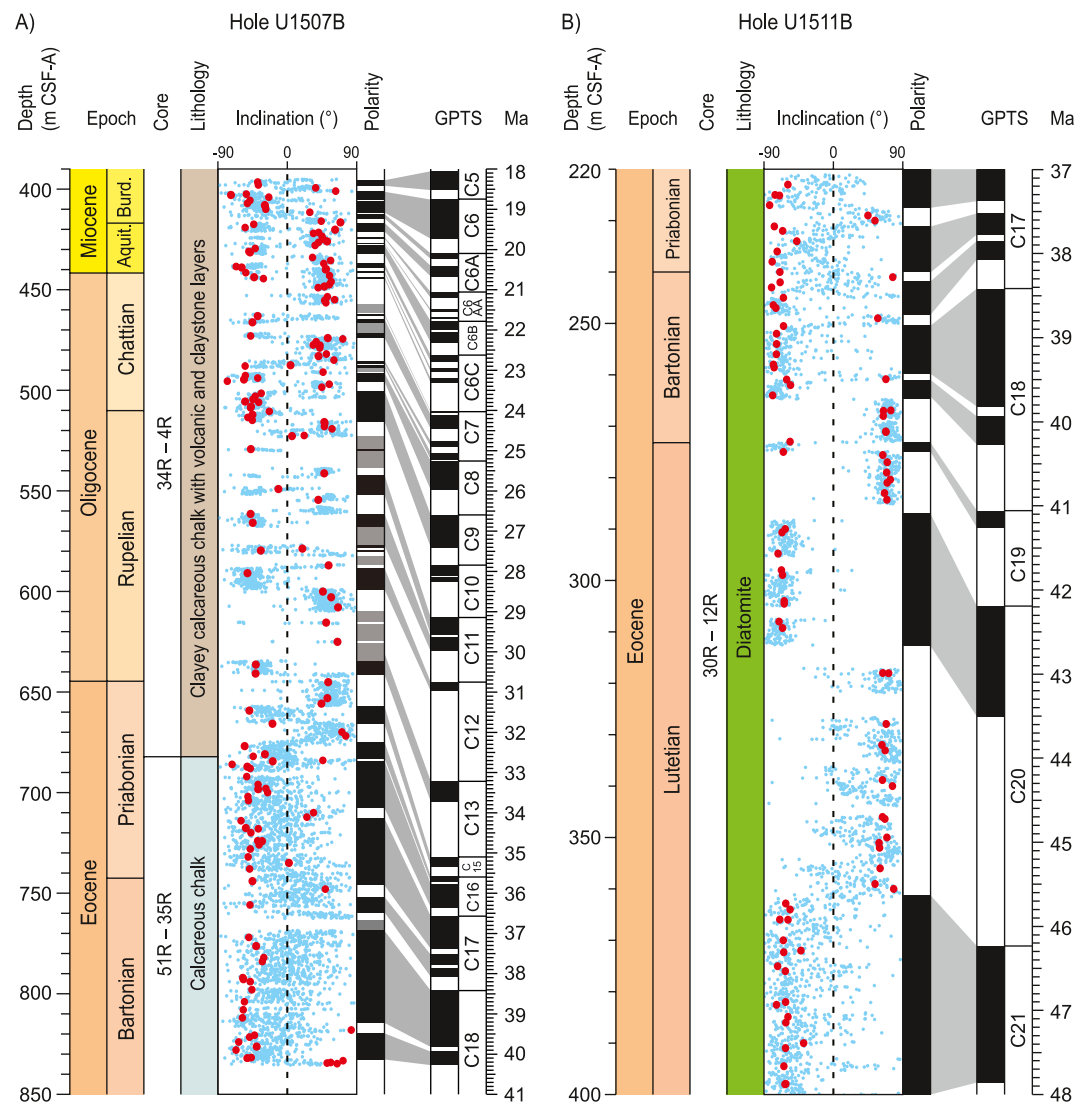 A)
Hole U1507B
Depth
(m CSF-A)
Epoch
Core
Lithology
Inclination (°)
Polarity
GPTS
Ma
-90
0
90
400
450
500
550
600
650
700
750
800
850
Miocene
Oligocene
Eocene
Burd.
Aquit.
Chattian
Rupelian
Priabonian
Bartonian
34R – 4R
51R – 35R
Clayey calcareous chalk with volcanic and claystone layers
Calcareous chalk
C5
C6
C6A
C6
AA
C6B
C6C
C7
C8
C9
C10
C11
C12
C13
C
15
C16
C17
C18
18
19
20
21
22
23
24
25
26
27
28
29
30
31
32
33
34
35
36
37
38
39
40
41
B)
Hole U1511B
Depth
(m CSF-A)
Epoch
Core
Lithology
Inclincation (°)
Polarity
GPTS
Ma
-90
0
90
220
250
300
350
400
Eocene
Priabonian
Bartonian
Lutetian
30R – 12R
Diatomite
C17
C18
C19
C20
C21
37
38
39
40
41
42
43
44
45
46
47
48